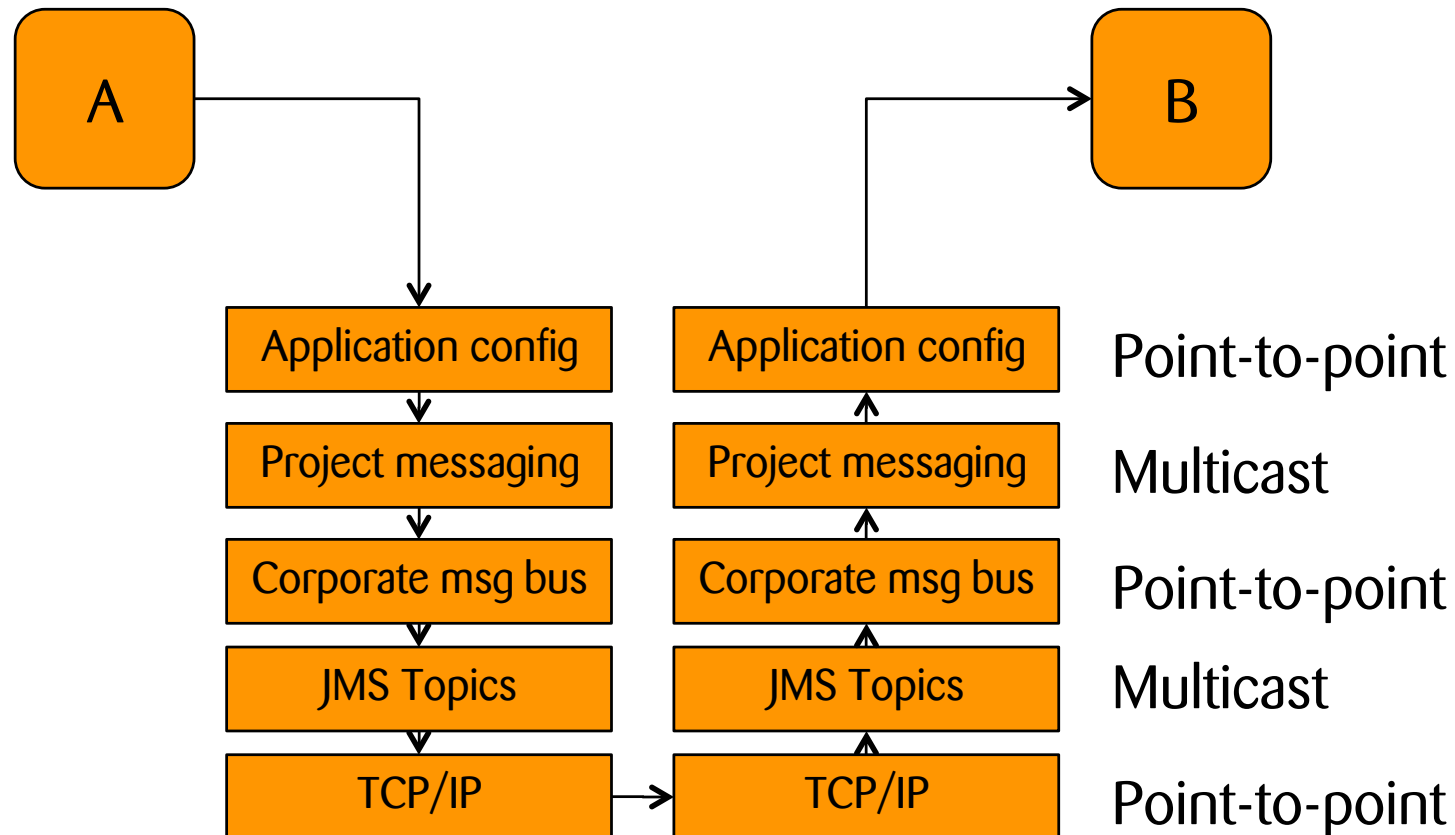 A
B
Application config
Application config
Point-to-point
Project messaging
Project messaging
Multicast
Corporate msg bus
Corporate msg bus
Point-to-point
JMS Topics
JMS Topics
Multicast
TCP/IP
TCP/IP
Point-to-point